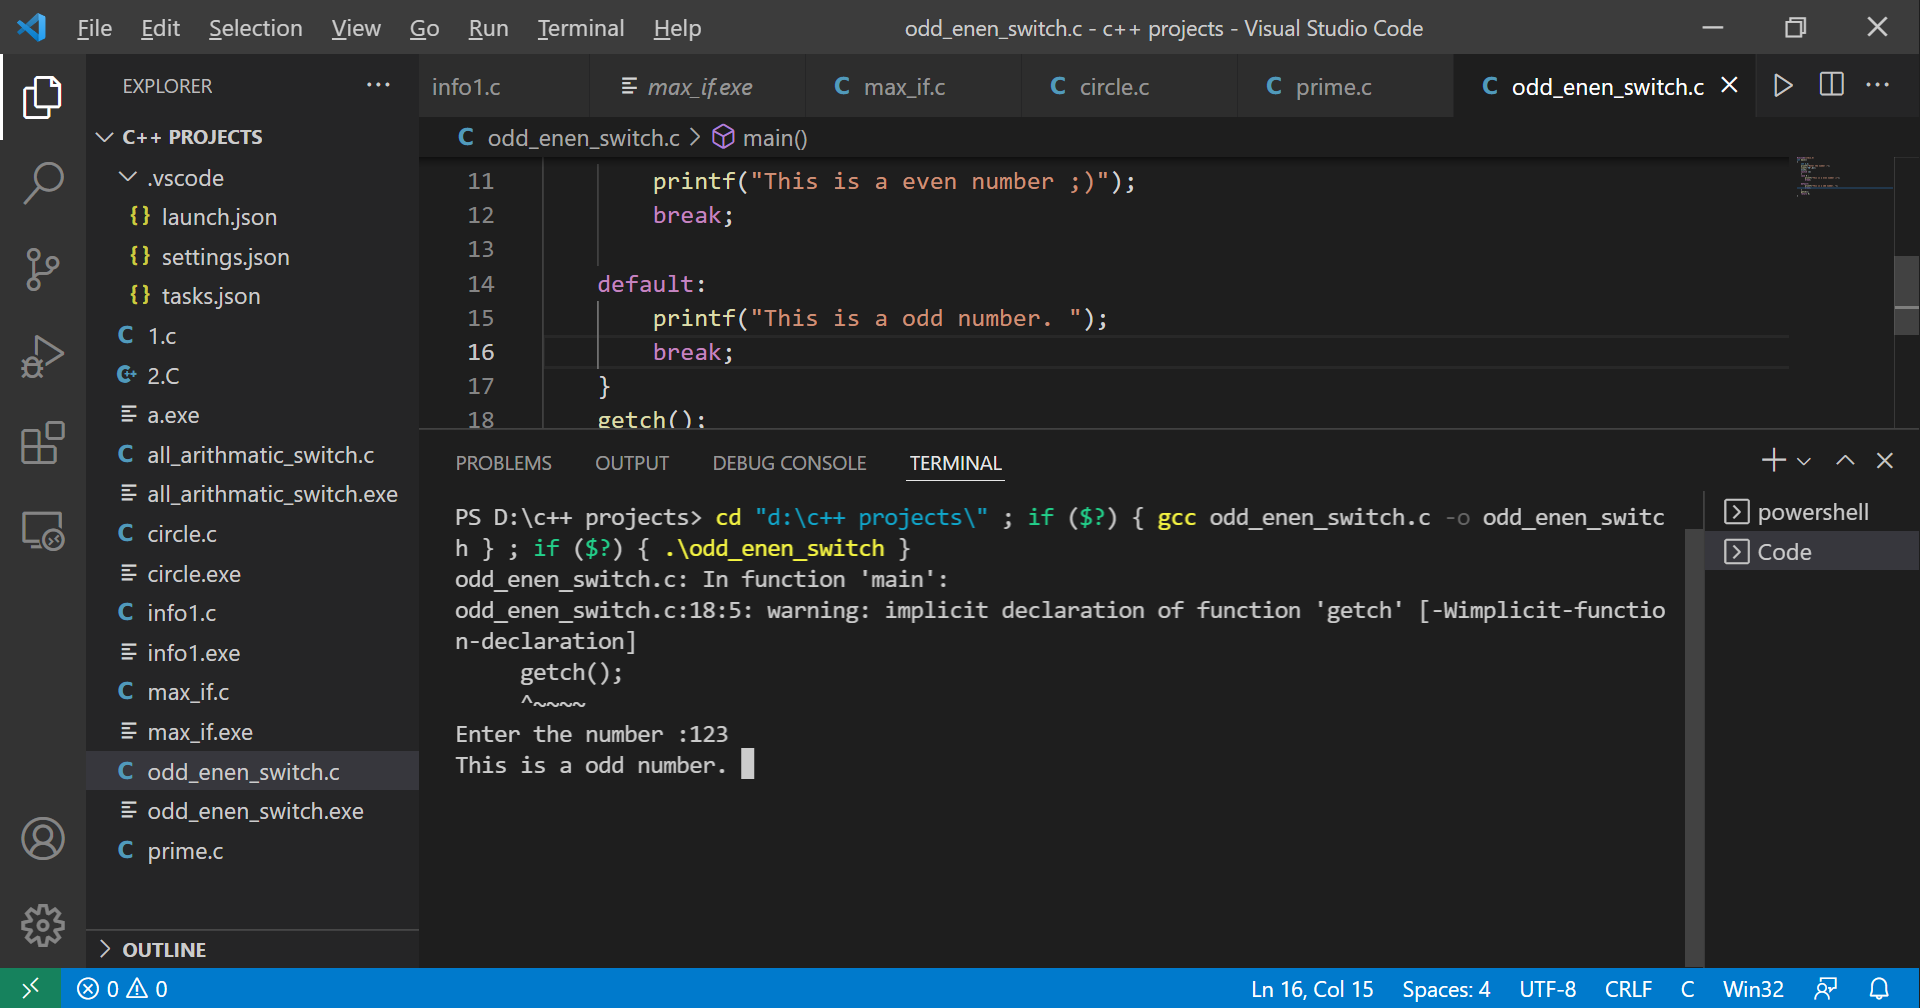 File Edit Selection View Go Run Terminal Help odd_enen_switch.c - c++ projects - Visual Studio Code
EXPLORER
info1.c max_if.exe C max_if.c C circle.c C prime.c C odd_enen_switch.c
C odd_enen_switch.c > main()
C++ PROJECTS
.vscode
{} launch.json
{} settings.json
{} tasks.json
C 1.c
C++ 2.C
a.exe
C all_arithmatic_switch.c
all_arithmatic_switch.exe
C circle.c
circle.exe
C info1.c
info1.exe
C max_if.c
max_if.exe
C odd_enen_switch.c
odd_enen_switch.exe
C prime.c
OUTLINE
11 printf("This is a even number ;)");
12 break;
13
14 default:
15 printf("This is a odd number. ");
16 break;
17 }
18 getch();
PROBLEMS OUTPUT DEBUG CONSOLE TERMINAL
PS D:\c++ projects> cd "d:\c++ projects\" ; if ($?) { gcc odd_enen_switch.c -o odd_enen_switc
h } ; if ($?) { .\odd_enen_switch }
odd_enen_switch.c: In function 'main':
odd_enen_switch.c:18:5: warning: implicit declaration of function 'getch' [-Wimplicit-functio
n-declaration]
getch();
^~~~~
Enter the number :123
This is a odd number.
powershell
Code
0 0 Ln 16, Col 15 Spaces: 4 UTF-8 CRLF C Win32